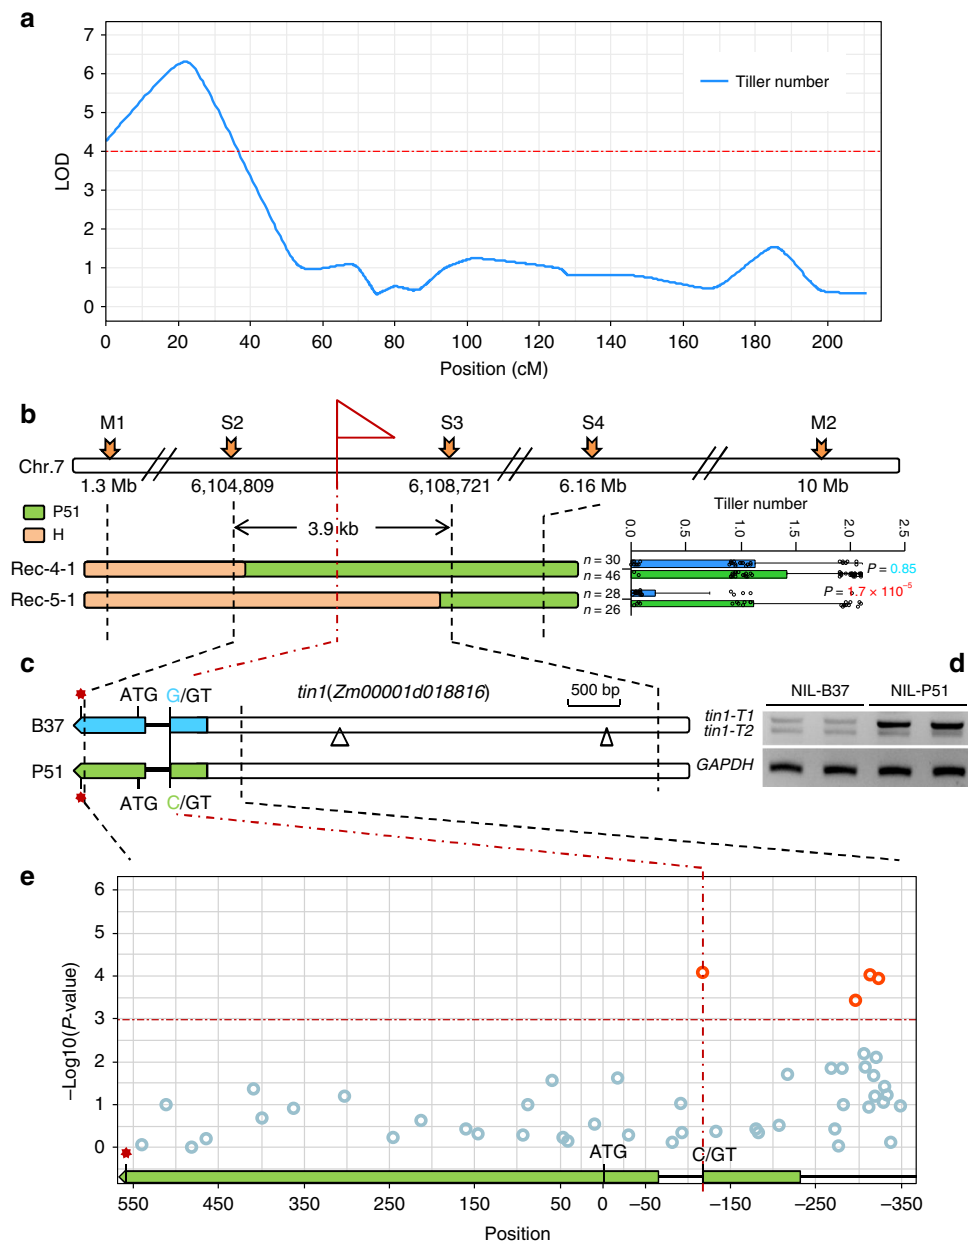 a
7
6
5
4
3
2
1
0
LOD
Tiller number
0 20 40 60 80 100 120 140 160 180 200
Position (cM)
b
M1 S2 S3 S4 M2
Chr.7
1.3 Mb 6,104,809 6,108,721 6.16 Mb 10 Mb
P51
H
3.9 kb
Tiller number
0.0 0.5 1.0 1.5 2.0 2.5
Rec-4-1
n = 30
n = 46
P = 0.85
Rec-5-1
n = 28
n = 26
P = 1.7 × 110⁻⁵
c
ATG G/GT tin1(Zm00001d018816) 500 bp
B37
P51
ATG C/GT
d
NIL-B37 NIL-P51
tin1-T1
tin1-T2
GAPDH
e
6
5
4
3
2
1
0
–Log10(P-value)
ATG C/GT
550 450 350 250 150 50 0 –50 –150 –250 –350
Position